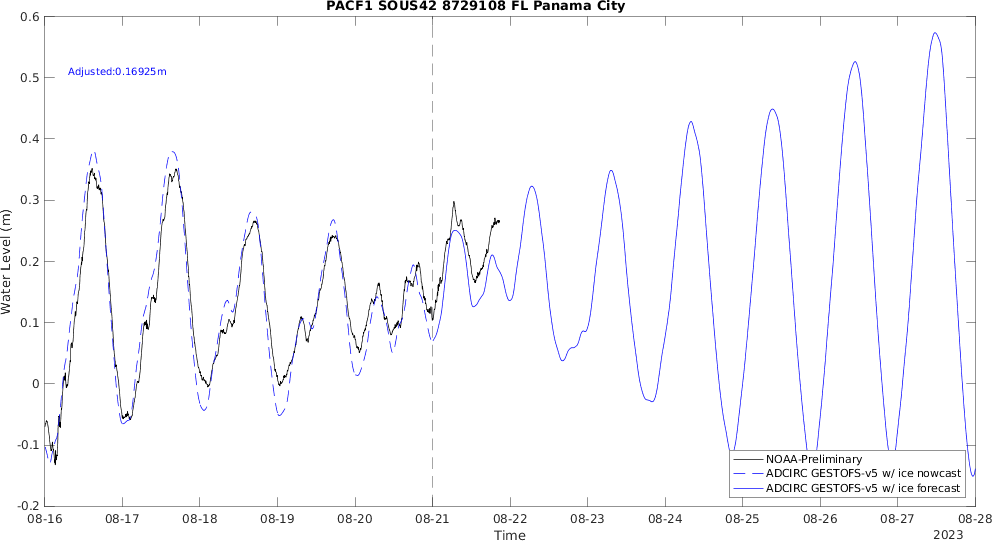 PACF1 SOUS42 8729108 FL Panama City
Adjusted:0.16925m
Water Level (m)
0.6
0.5
0.4
0.3
0.2
0.1
0
-0.1
-0.2
08-16 08-17 08-18 08-19 08-20 08-21 08-22 08-23 08-24 08-25 08-26 08-27 08-28
Time
2023
NOAA-Preliminary
ADCIRC GESTOFS-v5 w/ ice nowcast
ADCIRC GESTOFS-v5 w/ ice forecast